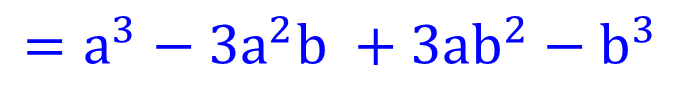 = a³ − 3a²b + 3ab² − b³